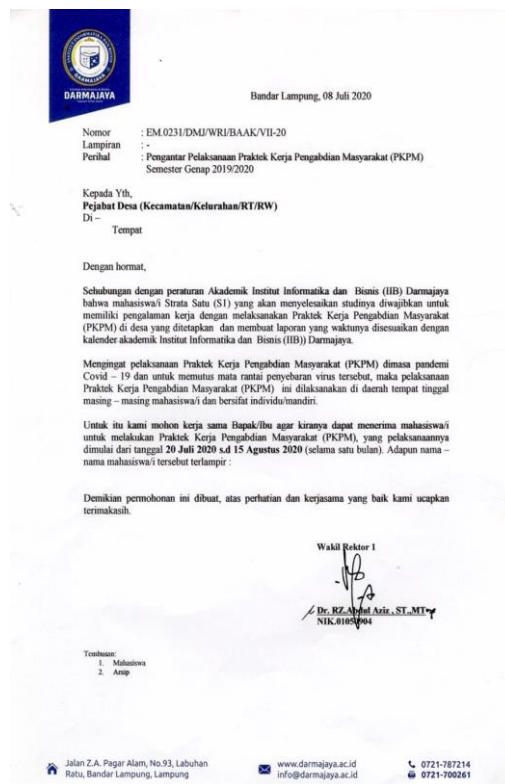 DARMAJAYA
Bandar Lampung, 08 Juli 2020
Nomor : EM.0231/DMJ/WRI/BAAK/VII-20
Lampiran : -
Perihal : Pengantar Pelaksanaan Praktek Kerja Pengabdian Masyarakat (PKPM)
Semester Genap 2019/2020
Kepada Yth,
Pejabat Desa (Kecamatan/Kelurahan/RT/RW)
Di –
Tempat
Dengan hormat,
Sehubungan dengan peraturan Akademik Institut Informatika dan Bisnis (IIB) Darmajaya
bahwa mahasiswa/i Strata Satu (S1) yang akan menyelesaikan studinya diwajibkan untuk
memiliki pengalaman kerja dengan melaksanakan Praktek Kerja Pengabdian Masyarakat
(PKPM) di desa yang ditetapkan dan membuat laporan yang waktunya disesuaikan dengan
kalender akademik Institut Informatika dan Bisnis (IIB)) Darmajaya.
Mengingat pelaksanaan Praktek Kerja Pengabdian Masyarakat (PKPM) dimasa pandemi
Covid – 19 dan untuk memutus mata rantai penyebaran virus tersebut, maka pelaksanaan
Praktek Kerja Pengabdian Masyarakat (PKPM) ini dilaksanakan di daerah tempat tinggal
masing – masing mahasiswa/i dan bersifat individu/mandiri.
Untuk itu kami mohon kerja sama Bapak/Ibu agar kiranya dapat menerima mahasiswa/i
untuk melakukan Praktek Kerja Pengabdian Masyarakat (PKPM), yang pelaksanaannya
dimulai dari tanggal 20 Juli 2020 s.d 15 Agustus 2020 (selama satu bulan). Adapun nama –
nama mahasiswa/i tersebut terlampir :
Demikian permohonan ini dibuat, atas perhatian dan kerjasama yang baik kami ucapkan
terimakasih.
Wakil Rektor 1
Dr. RZ.Abdul Aziz , ST.,MT
Tembusan:
1. Mahasiswa
2. Arsip
Jalan Z.A. Pagar Alam, No.93, Labuhan
Ratu, Bandar Lampung, Lampung
www.darmajaya.ac.id
info@darmajaya.ac.id
0721-787214
0721-700261